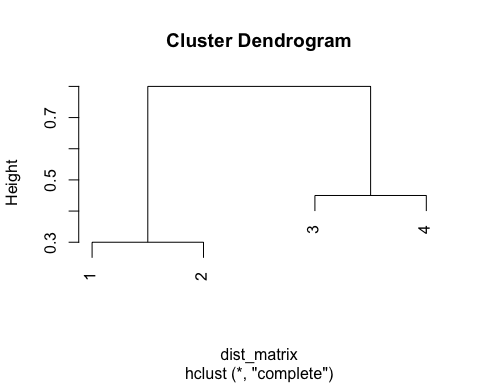 Cluster Dendrogram
Height
0.7
0.5
0.3
1
2
3
4
dist_matrix
hclust (*, "complete")